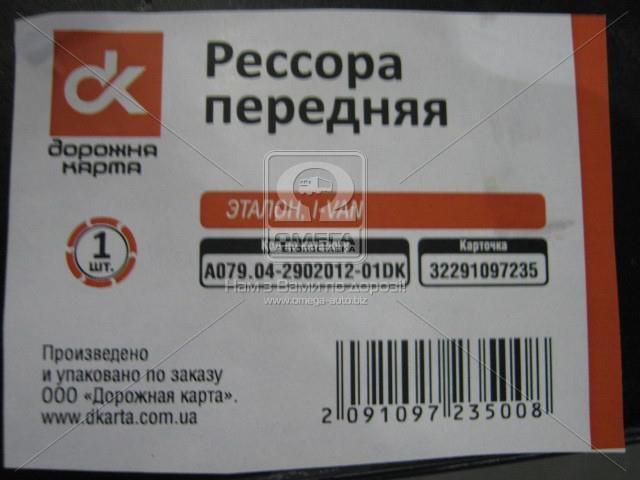 Рессора
передняя
дорожна
карта
ЭТАЛОН, I-VAN
OMEGA
1
шт.
Код по каталогу
A079.04-2902012-01DK
Карточка
32291097235
Нам з Вами по дорозі!
www.omega-auto.biz
Произведено
и упаковано по заказу
ООО «Дорожная карта».
www.dkarta.com.ua
2 091097 235008